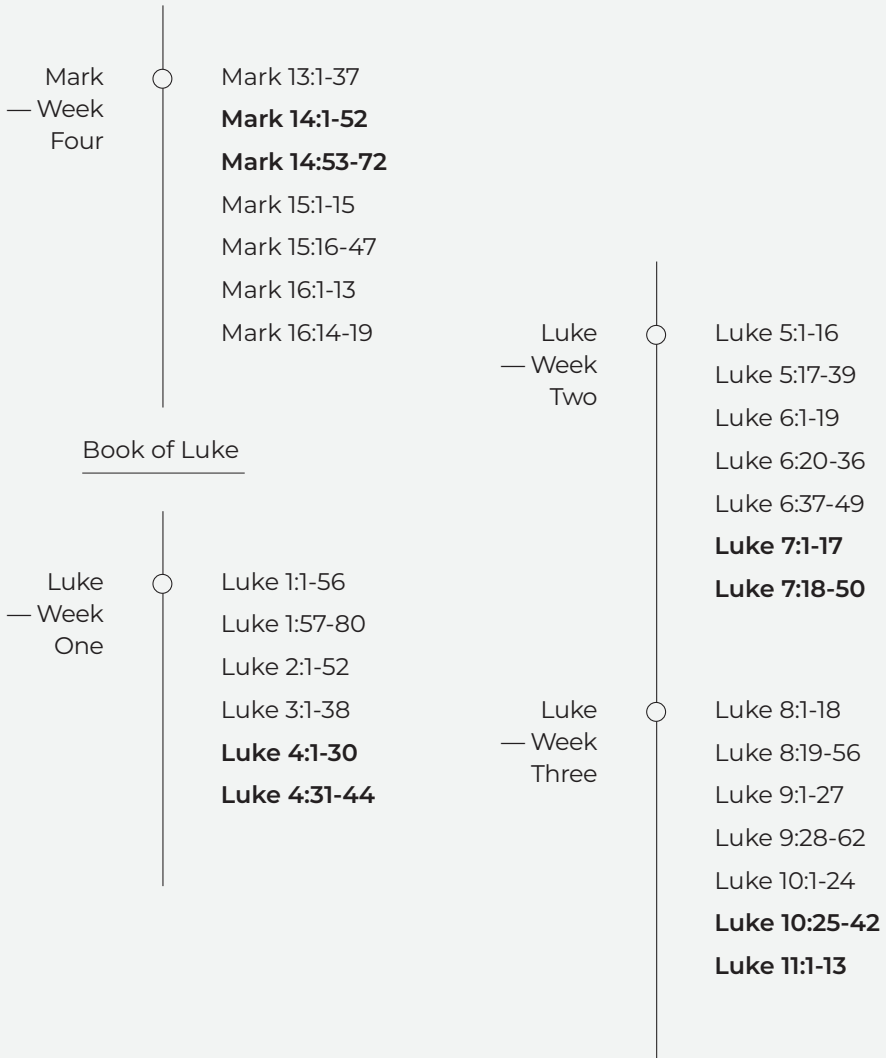 Mark
— Week
Four
Mark 13:1-37
Mark 14:1-52
Mark 14:53-72
Mark 15:1-15
Mark 15:16-47
Mark 16:1-13
Mark 16:14-19
Book of Luke
Luke
— Week
One
Luke 1:1-56
Luke 1:57-80
Luke 2:1-52
Luke 3:1-38
Luke 4:1-30
Luke 4:31-44
Luke
— Week
Two
Luke 5:1-16
Luke 5:17-39
Luke 6:1-19
Luke 6:20-36
Luke 6:37-49
Luke 7:1-17
Luke 7:18-50
Luke
— Week
Three
Luke 8:1-18
Luke 8:19-56
Luke 9:1-27
Luke 9:28-62
Luke 10:1-24
Luke 10:25-42
Luke 11:1-13